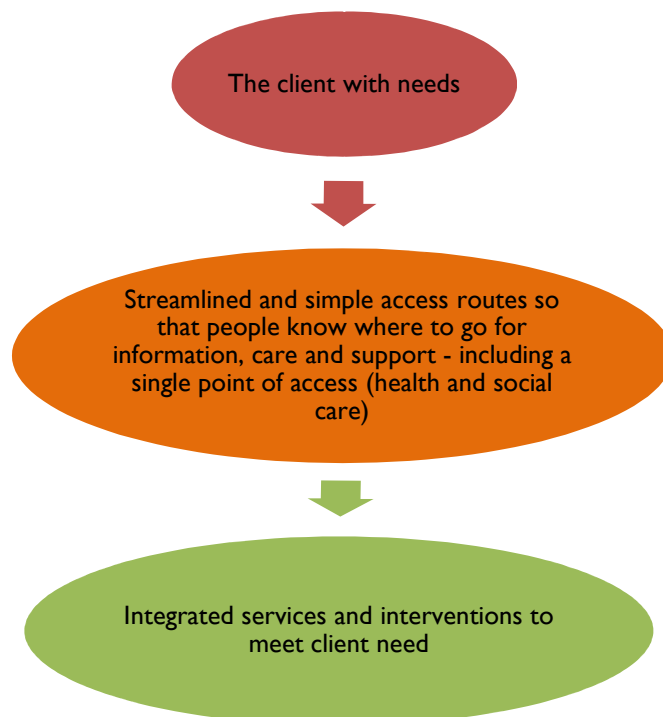 The client with needs
Streamlined and simple access routes so
that people know where to go for
information, care and support - including a
single point of access (health and social
care)
Integrated services and interventions to
meet client need